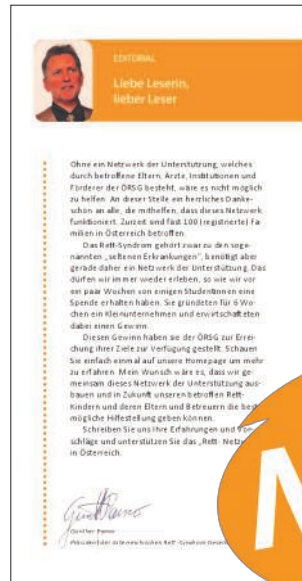 EDITORIAL
Liebe Leserin,
lieber Leser
Ohne ein Netzwerk der Unterstützung, welches
durch betroffene Eltern, Ärzte, Institutionen und
Förderer der ÖRSG besteht, wäre es nicht möglich
zu helfen. An dieser Stelle ein herzliches Danke-
schön an alle, die mithelfen, dass dieses Netzwerk
funktioniert. Zurzeit sind fast 100 (registrierte) Fa
milien in Österreich betroffen.
Das Rett-Syndrom gehört zwar zu den soge-
nannten „seltenen Erkrankungen“, benötigt aber
gerade daher ein Netzwerk der Unterstützung. Das
dürfen wir immer wieder erleben, so wie wir vor
ein paar Wochen von einigen Studentinnen eine
Spende erhalten haben. Sie gründeten für 6 Wo-
chen ein Kleinunternehmen und erwirtschafteten
dabei einen Gewinn.
Diesen Gewinn haben sie der ÖRSG zur Errei-
chung ihrer Ziele zur Verfügung gestellt. Schauen
Sie einfach einmal auf unsere Homepage um mehr
zu erfahren. Mein Wunsch wäre es, dass wir ge-
meinsam dieses Netzwerk der Unterstützung aus-
bauen und in Zukunft unseren betroffen Rett-
Kindern und deren Eltern und Betreuern die best
mögliche Hilfestellung geben können.
Schreiben Sie uns Ihre Erfahrungen und Vor-
schläge und unterstützen Sie das „Rett-
in Österreich.
Günther Painsi
Präsident der Österreichischen Rett-Syndrom